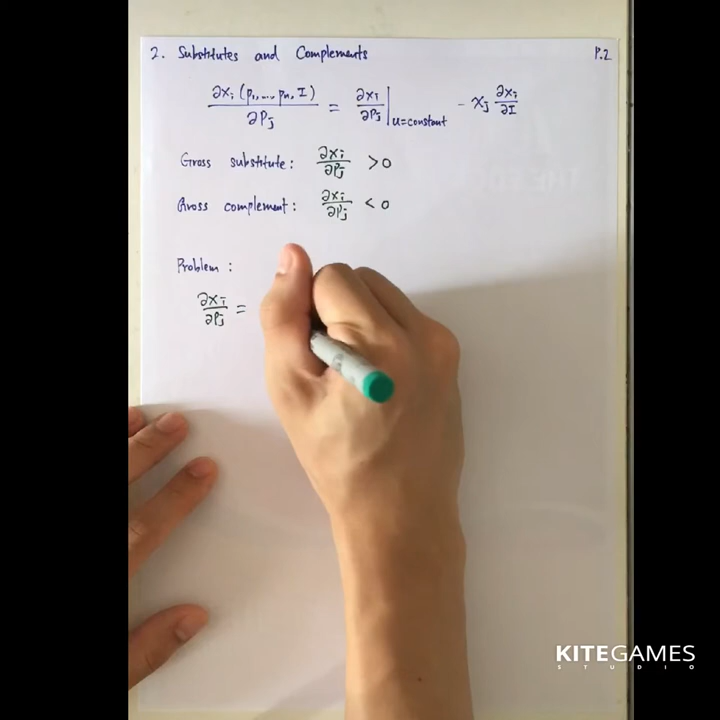 2. Substitutes and Complements P.2
∂xᵢ (p₁,..., pₙ, I) / ∂Pⱼ = ∂xᵢ / ∂Pⱼ | u=constant - xⱼ ∂xᵢ / ∂I
Gross substitute: ∂xᵢ / ∂Pⱼ > 0
Gross complement: ∂xᵢ / ∂Pⱼ < 0
Problem:
∂xᵢ / ∂Pⱼ =
KITEGAMES
STUDIO